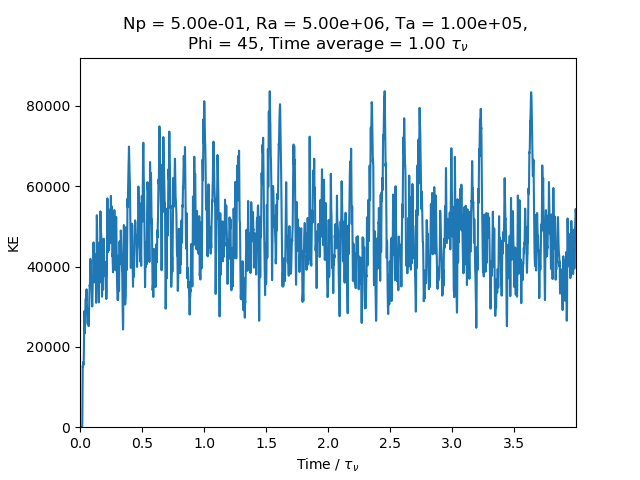 Np = 5.00e-01, Ra = 5.00e+06, Ta = 1.00e+05,
Phi = 45, Time average = 1.00 τν
80000
60000
40000
20000
0
KE
0.0 0.5 1.0 1.5 2.0 2.5 3.0 3.5
Time / τν